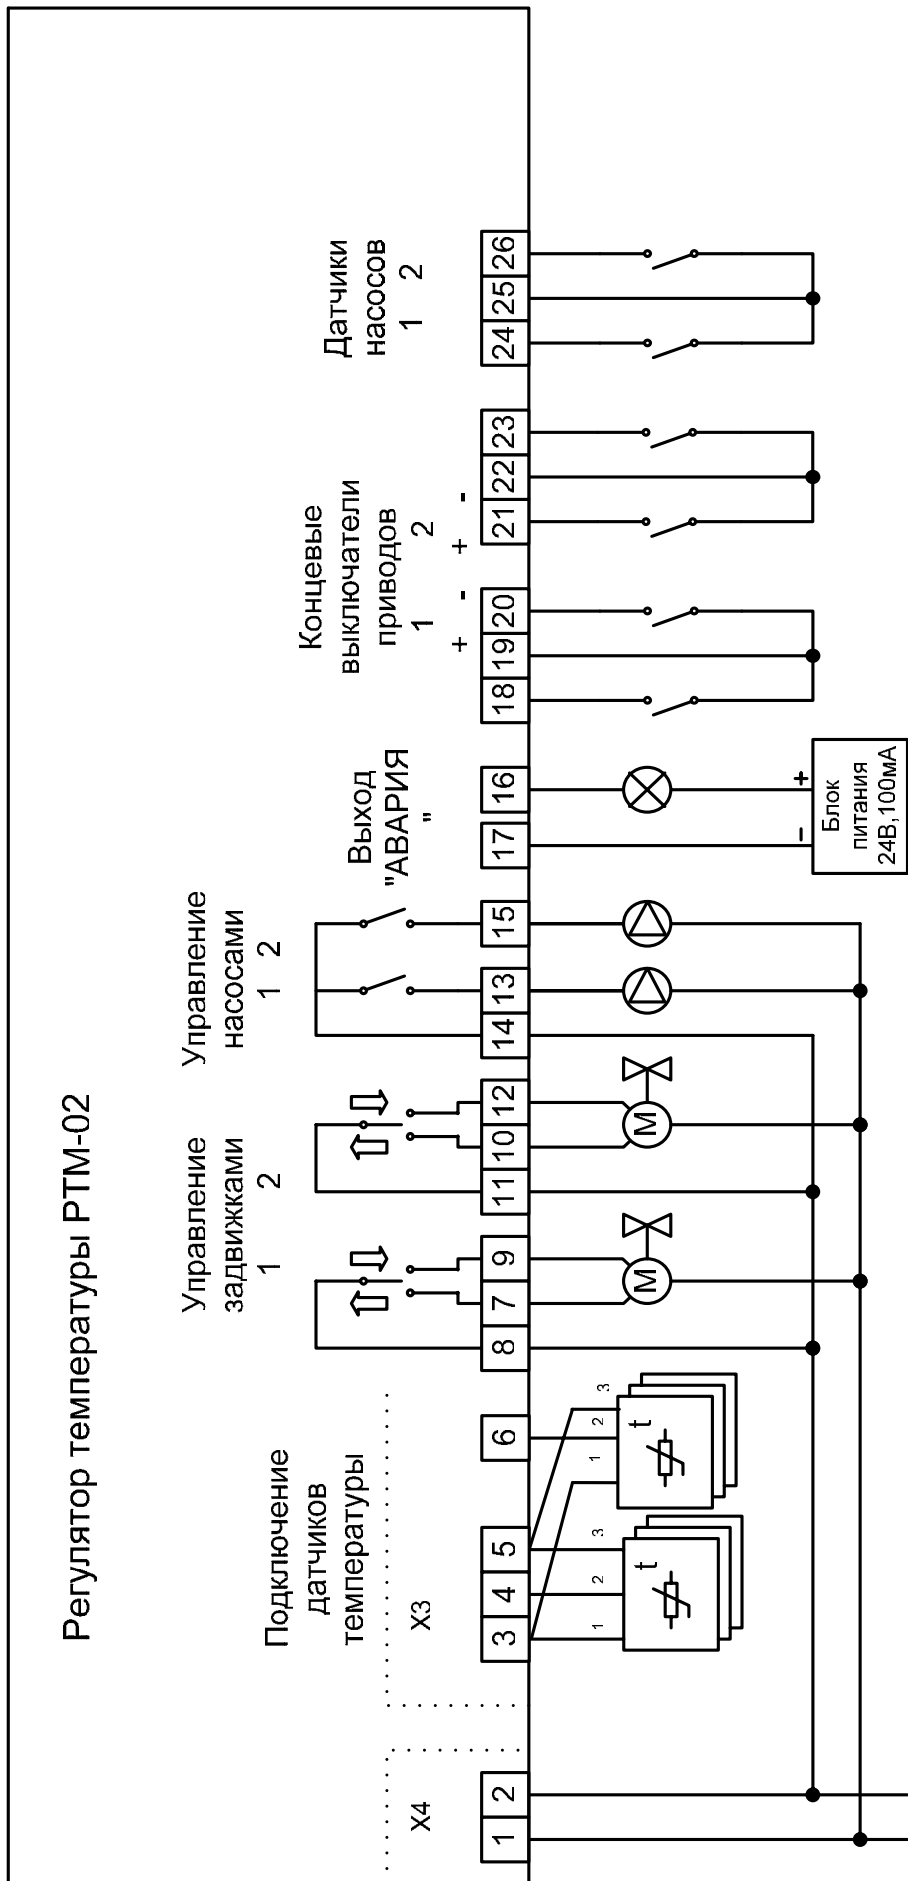 Регулятор температуры РТМ-02
Подключение
датчиков
температуры
Управление
задвижками
1 2
Управление
насосами
1 2
Выход
"АВАРИЯ
"
Концевые
выключатели
приводов
1 2
+ - + -
Датчики
насосов
1 2
X4
X3
1 2 3 4 5 6 8 7 9 11 10 12 14 13 15 17 16 18 19 20 21 22 23 24 25 26
1 2 3
t
1 2 3
t
M
M
- +
Блок
питания
24В,100мА